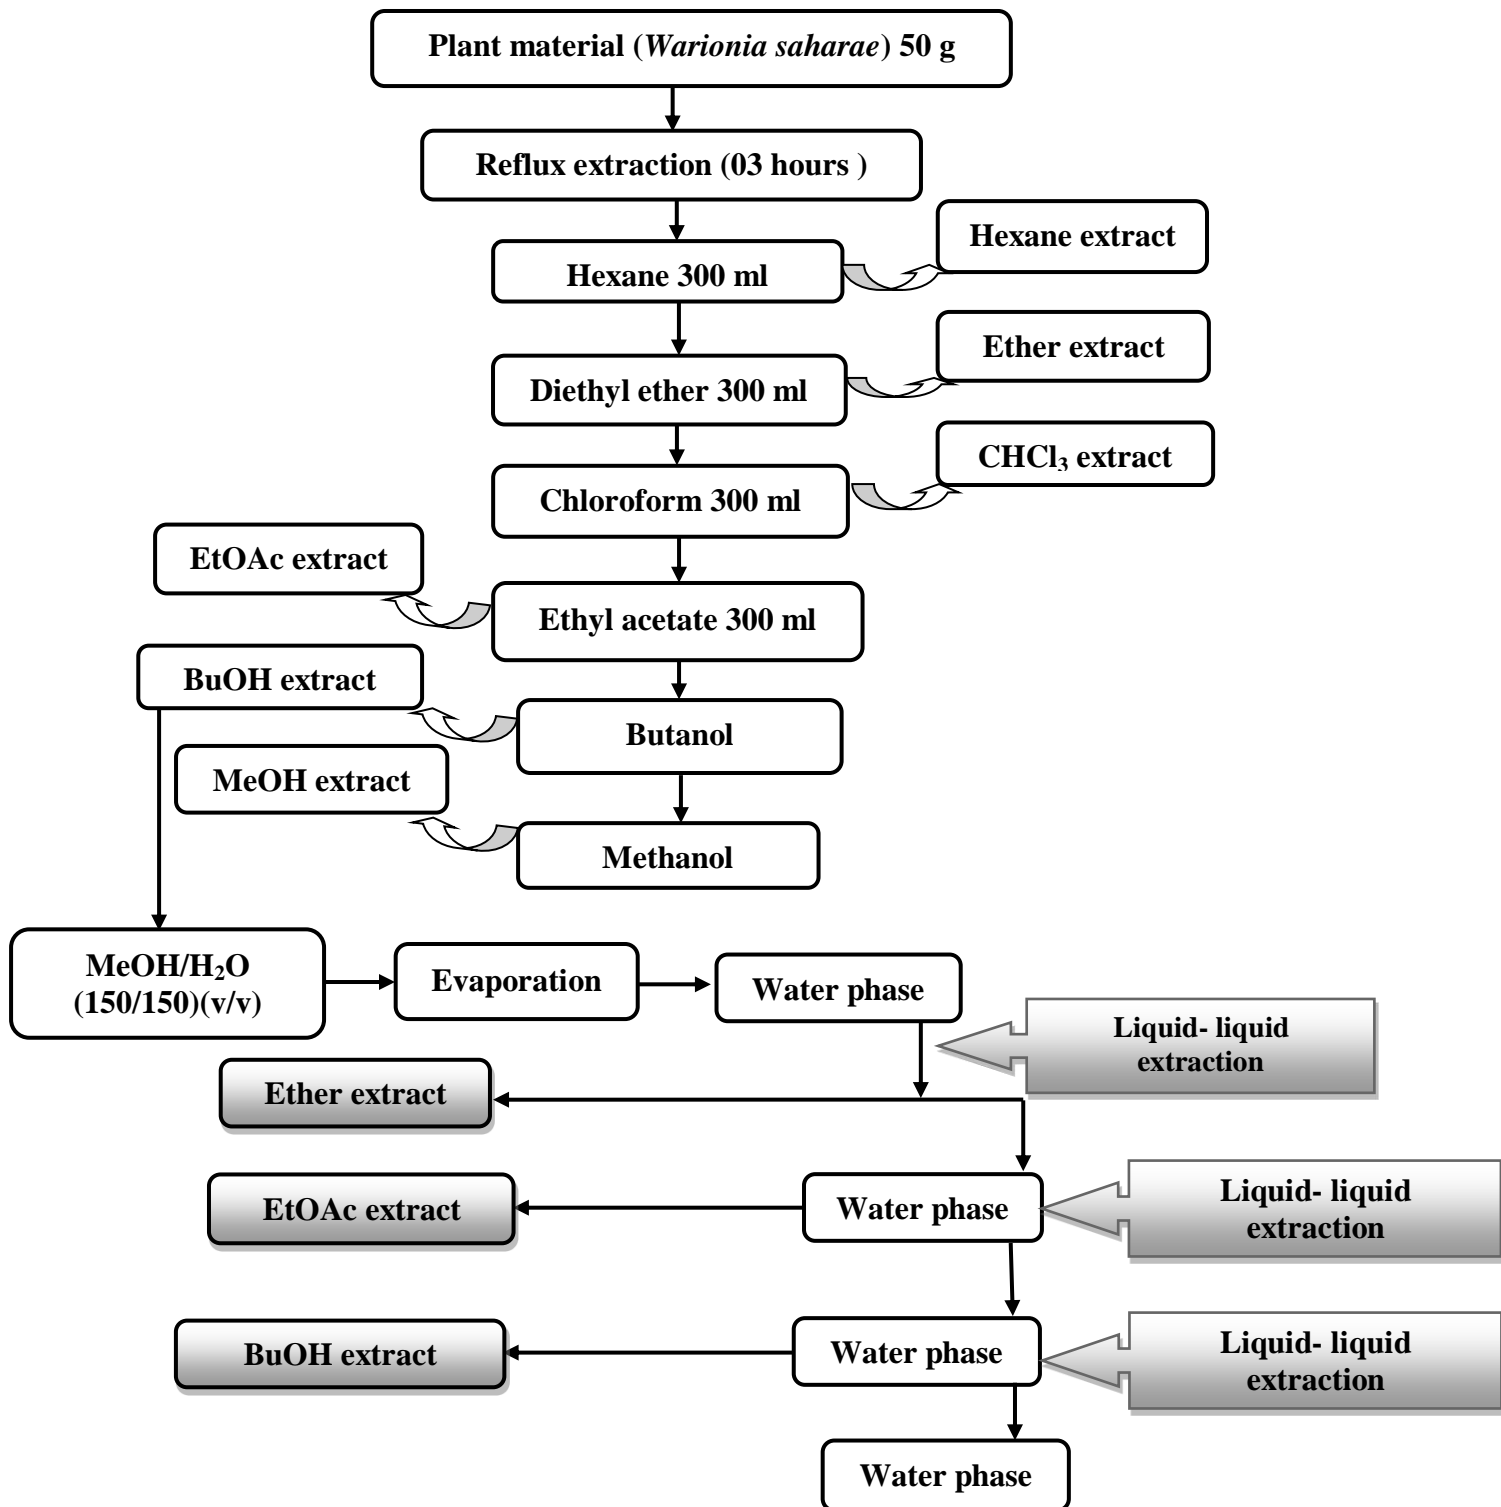 Plant material (Warionia saharae) 50 g
Reflux extraction (03 hours )
Hexane extract
Hexane 300 ml
Ether extract
Diethyl ether 300 ml
CHCl₃ extract
Chloroform 300 ml
EtOAc extract
Ethyl acetate 300 ml
BuOH extract
Butanol
MeOH extract
Methanol
MeOH/H₂O
(150/150)(v/v)
Evaporation
Water phase
Liquid- liquid
extraction
Ether extract
EtOAc extract
Water phase
Liquid- liquid
extraction
BuOH extract
Water phase
Liquid- liquid
extraction
Water phase